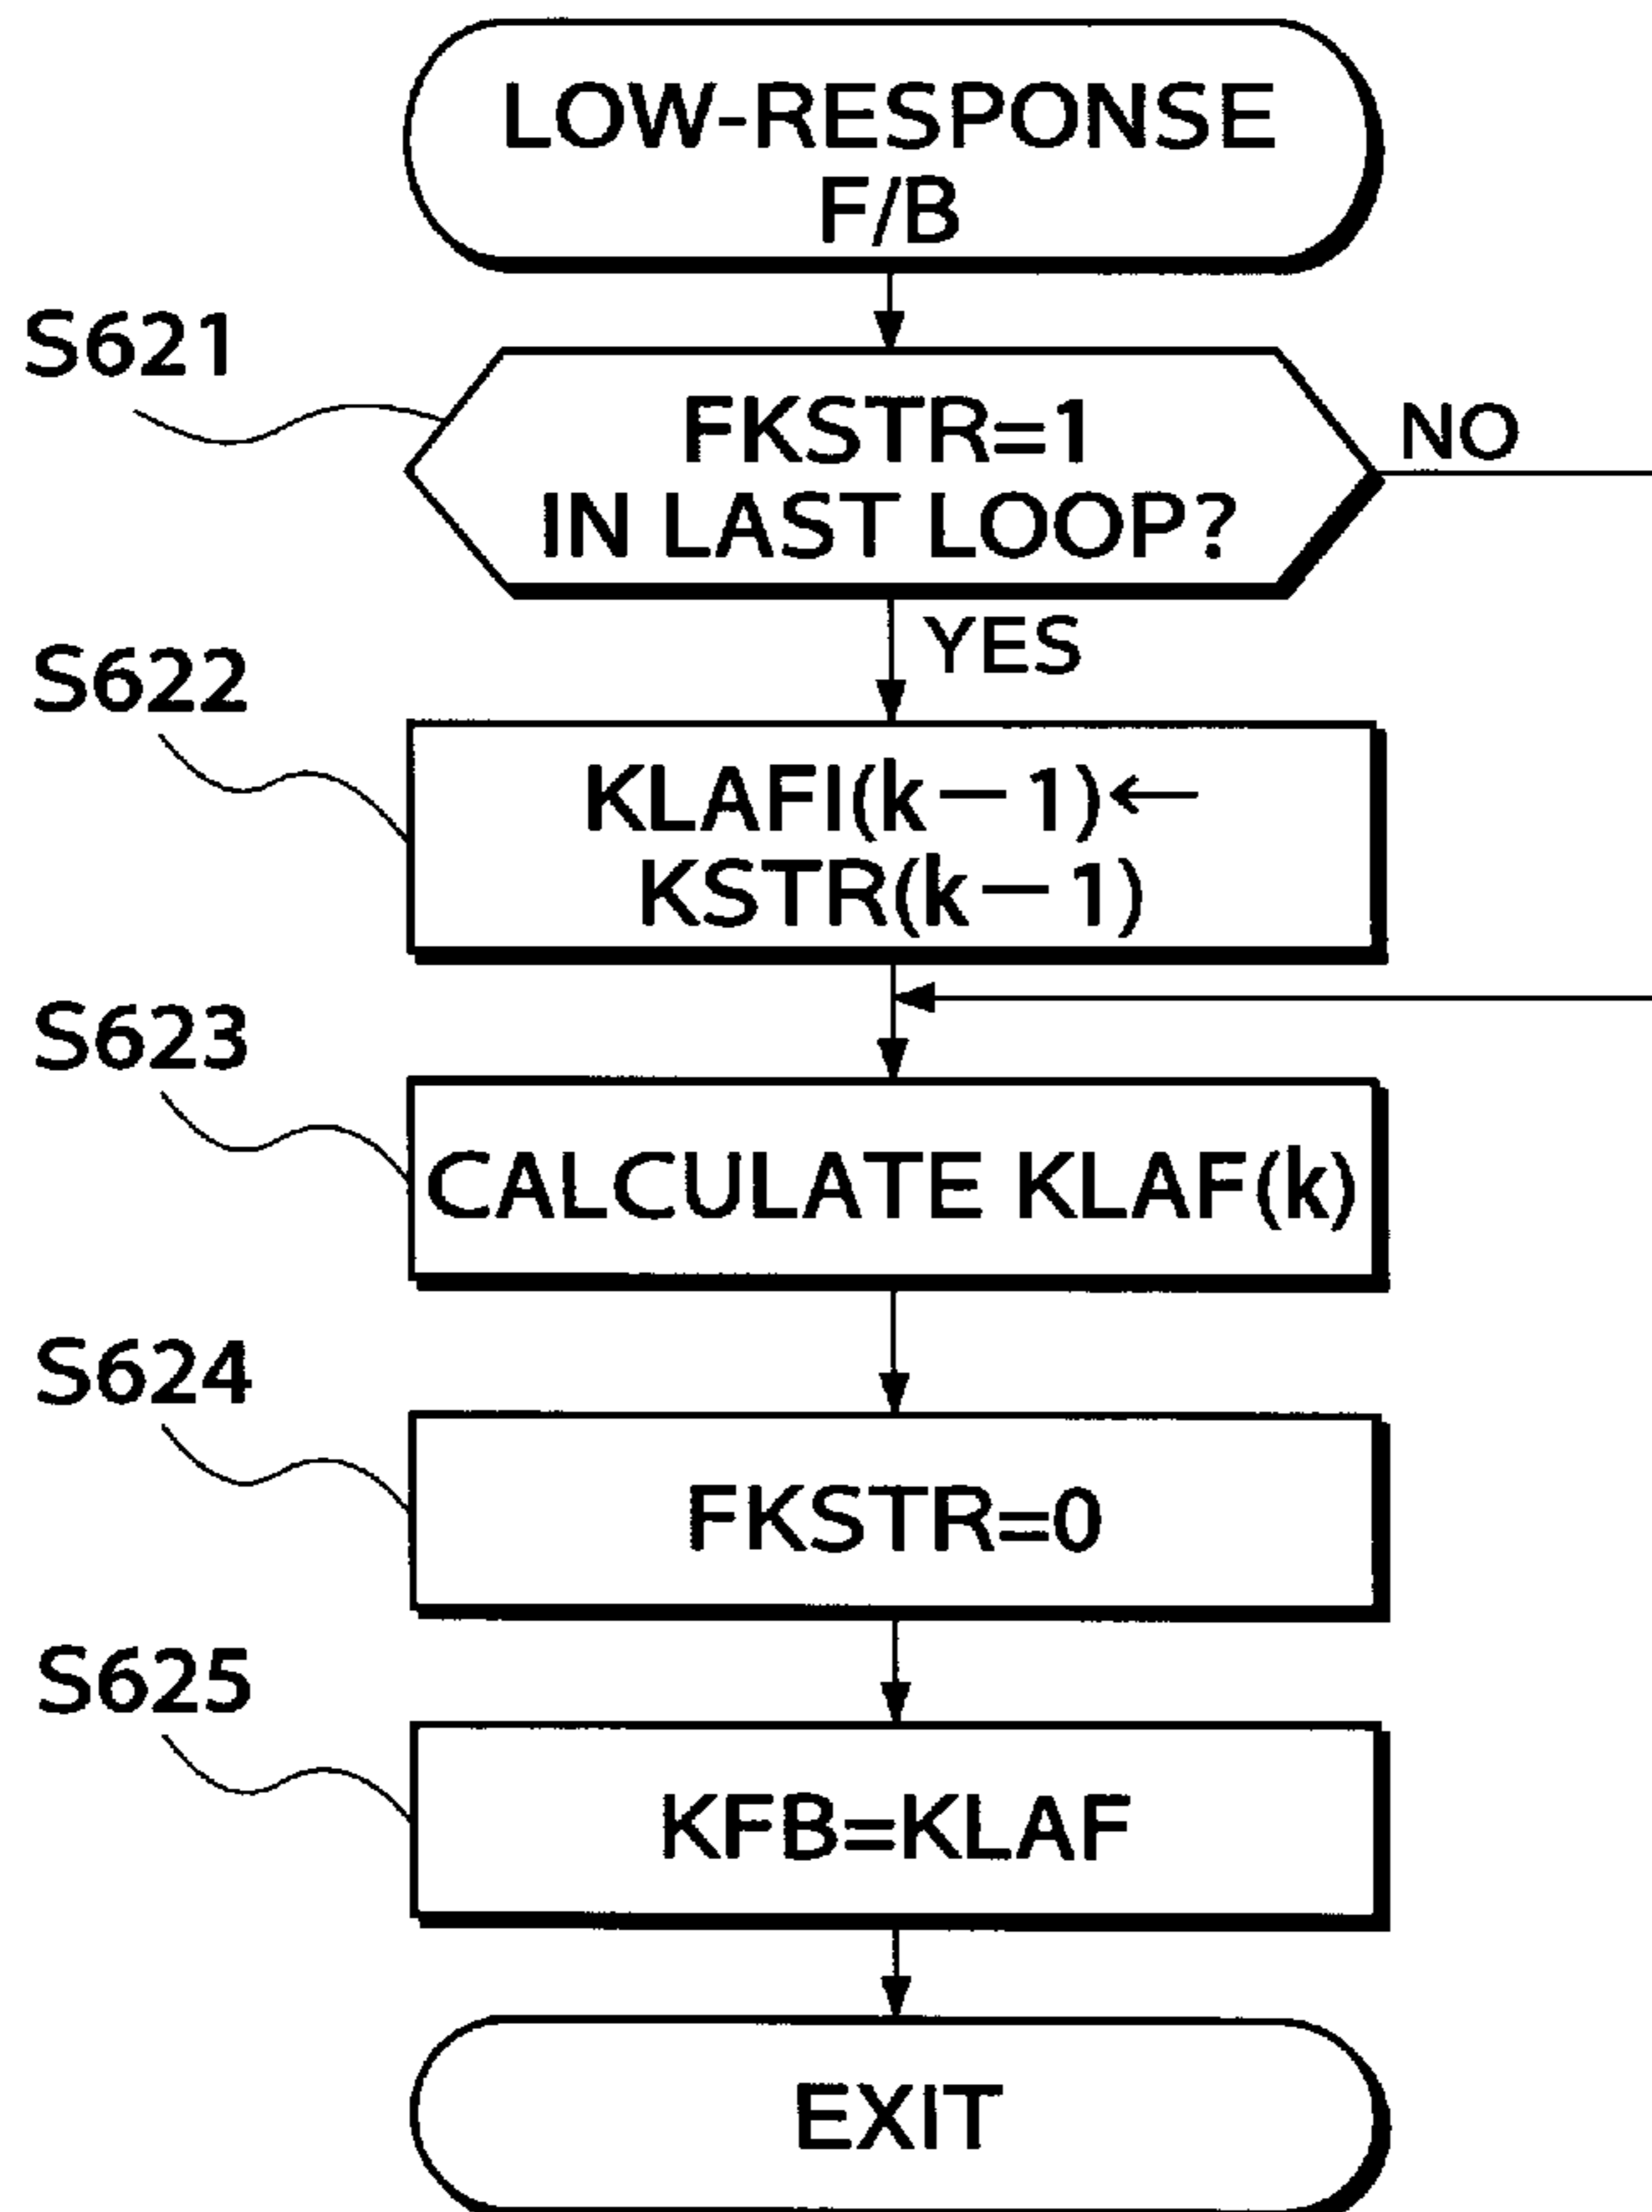 LOW-RESPONSE
F/B
S621
FKSTR=1
IN LAST LOOP?
NO
YES
S622
KLAFI(k−1)←
KSTR(k−1)
S623
CALCULATE KLAF(k)
S624
FKSTR=0
S625
KFB=KLAF
EXIT